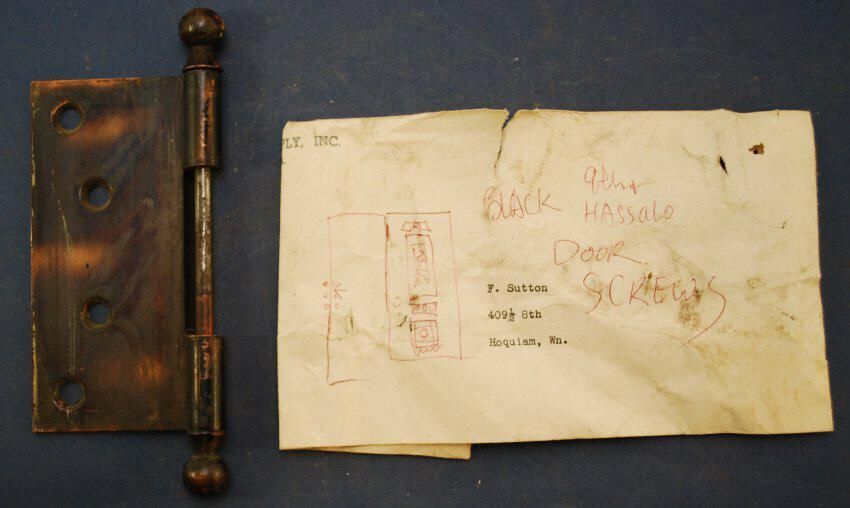 PLY, INC.
9th
BLACK HASSALO
DOOR
SCREWS
F. Sutton
409½ 8th
Hoquiam, Wn.